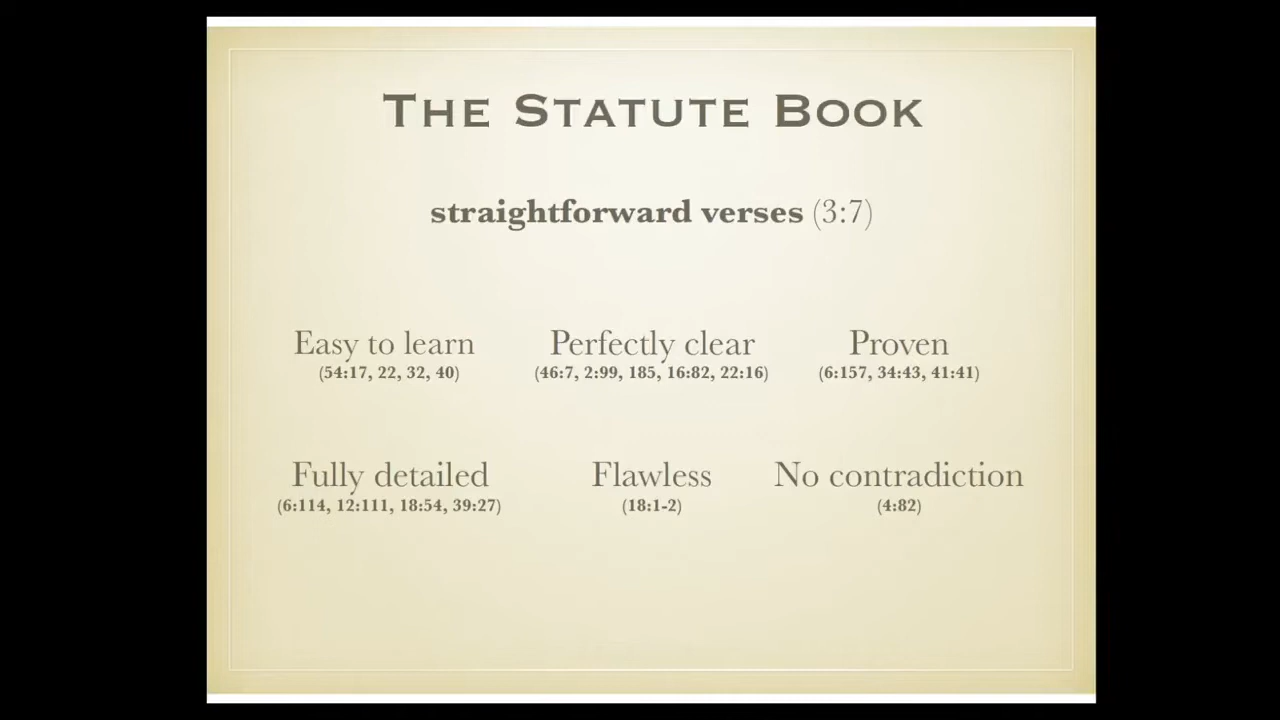 The Statute Book
straightforward verses (3:7)
Easy to learn
(54:17, 22, 32, 40)
Perfectly clear
(46:7, 2:99, 185, 16:82, 22:16)
Proven
(6:157, 34:43, 41:41)
Fully detailed
(6:114, 12:111, 18:54, 39:27)
Flawless
(18:1-2)
No contradiction
(4:82)